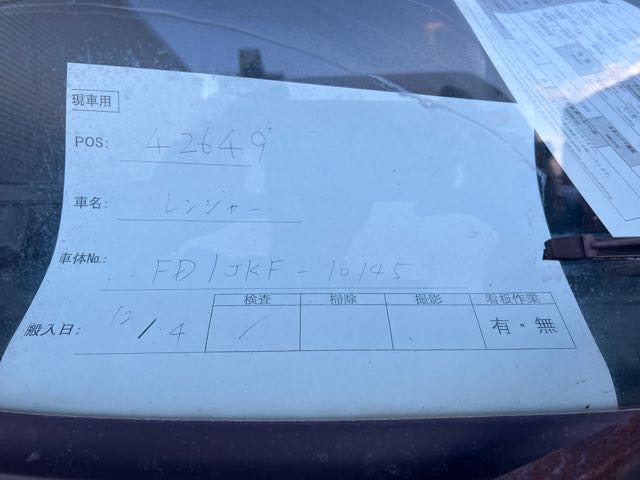 現車用
POS: 42649
車名: レンジャー
車体No.: FD1JKF-10145
検査 掃除 撮影 看板作業
搬入日: 12/4 / 有・無